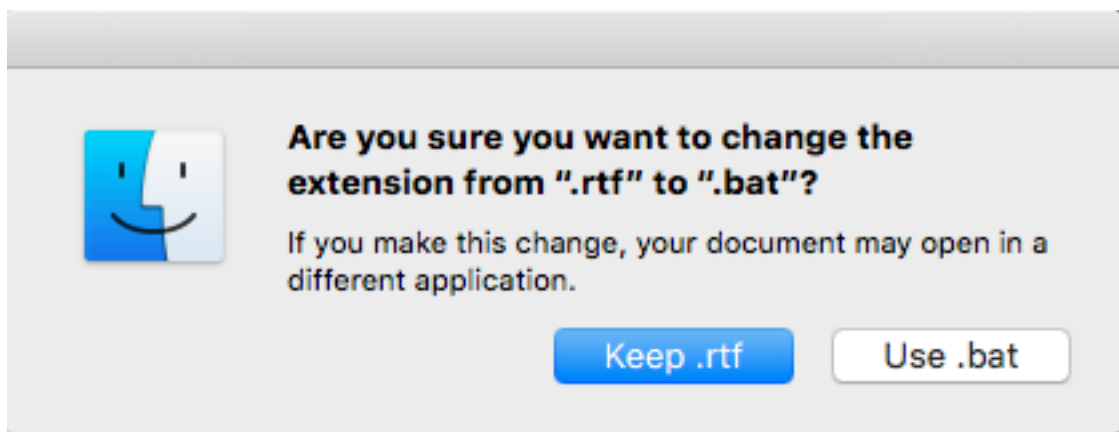 Are you sure you want to change the
extension from “.rtf” to “.bat”?
If you make this change, your document may open in a
different application.
Keep .rtf
Use .bat